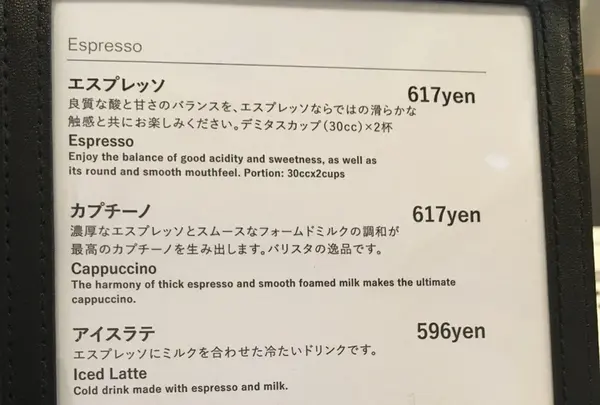 Espresso
エスプレッソ 617yen
良質な酸と甘さのバランスを、エスプレッソならではの滑らかな
触感と共にお楽しみください。デミタスカップ(30cc)×2杯
Espresso
Enjoy the balance of good acidity and sweetness, as well as
its round and smooth mouthfeel. Portion: 30ccx2cups
カプチーノ 617yen
濃厚なエスプレッソとスムースなフォームドミルクの調和が
最高のカプチーノを生み出します。バリスタの逸品です。
Cappuccino
The harmony of thick espresso and smooth foamed milk makes the ultimate
cappuccino.
アイスラテ 596yen
エスプレッソにミルクを合わせた冷たいドリンクです。
Iced Latte
Cold drink made with espresso and milk.